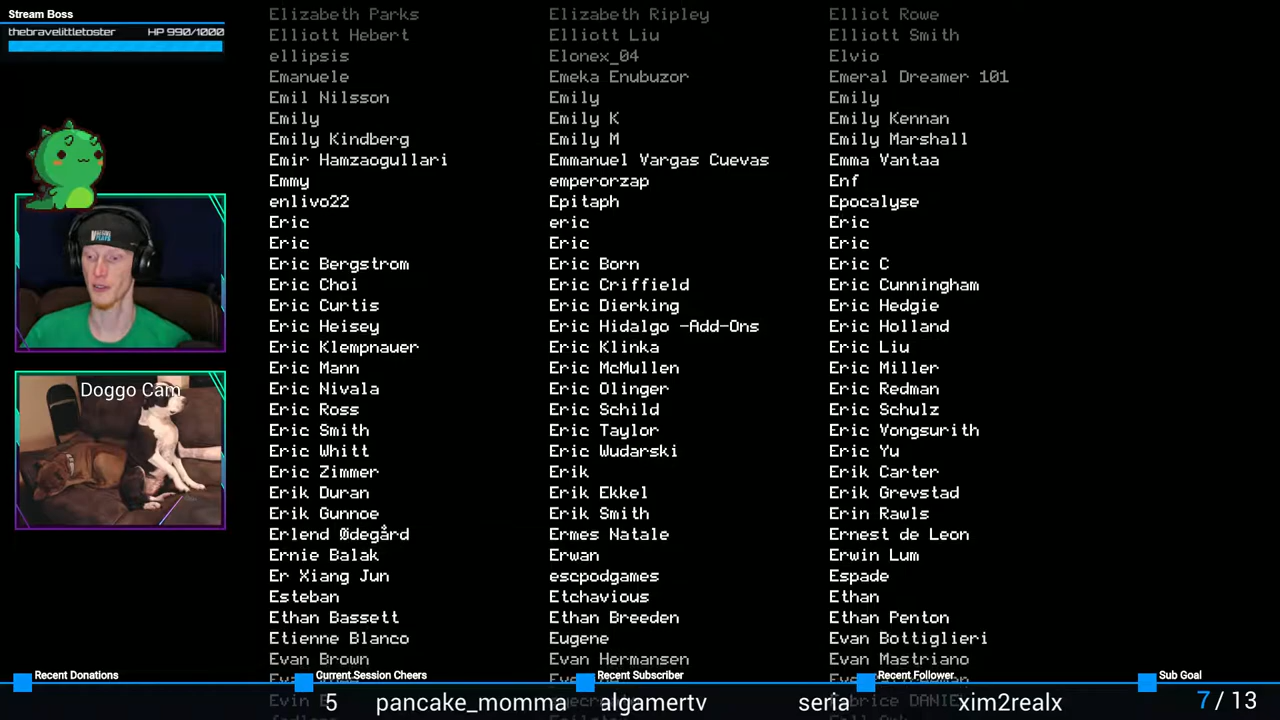 Stream Boss
thebravelittletoster HP 990/1000
Doggo Cam
Elizabeth Parks Elizabeth Ripley Elliot Rowe
Elliott Hebert Elliott Liu Elliott Smith
ellipsis Elonex_04 Elvio
Emanuele Emeka Enubuzor Emeral Dreamer 101
Emil Nilsson Emily Emily
Emily Emily K Emily Kennan
Emily Kindberg Emily M Emily Marshall
Emir Hamzaogullari Emmanuel Vargas Cuevas Emma Vantaa
Emmy emperorzap Enf
enlivo22 Epitaph Epocalyse
Eric eric Eric
Eric Eric Eric
Eric Bergstrom Eric Born Eric C
Eric Choi Eric Criffield Eric Cunningham
Eric Curtis Eric Dierking Eric Hedgie
Eric Heisey Eric Hidalgo -Add-Ons Eric Holland
Eric Klempnauer Eric Klinka Eric Liu
Eric Mann Eric McMullen Eric Miller
Eric Nivala Eric Olinger Eric Redman
Eric Ross Eric Schild Eric Schulz
Eric Smith Eric Taylor Eric Vongsurith
Eric Whitt Eric Wudarski Eric Yu
Eric Zimmer Erik Erik Carter
Erik Duran Erik Ekkel Erik Grevstad
Erik Gunnoe Erik Smith Erin Rawls
Erlend Ødegård Ermes Natale Ernest de Leon
Ernie Balak Erwan Erwin Lum
Er Xiang Jun escpodgames Espade
Esteban Etchavious Ethan
Ethan Bassett Ethan Breeden Ethan Penton
Etienne Blanco Eugene Evan Bottiglieri
Evan Brown Evan Hermansen Evan Mastriano
Recent Donations Current Session Cheers Recent Subscriber Recent Follower Sub Goal
5 pancake_momma algamertv seria xim2realx 7 / 13